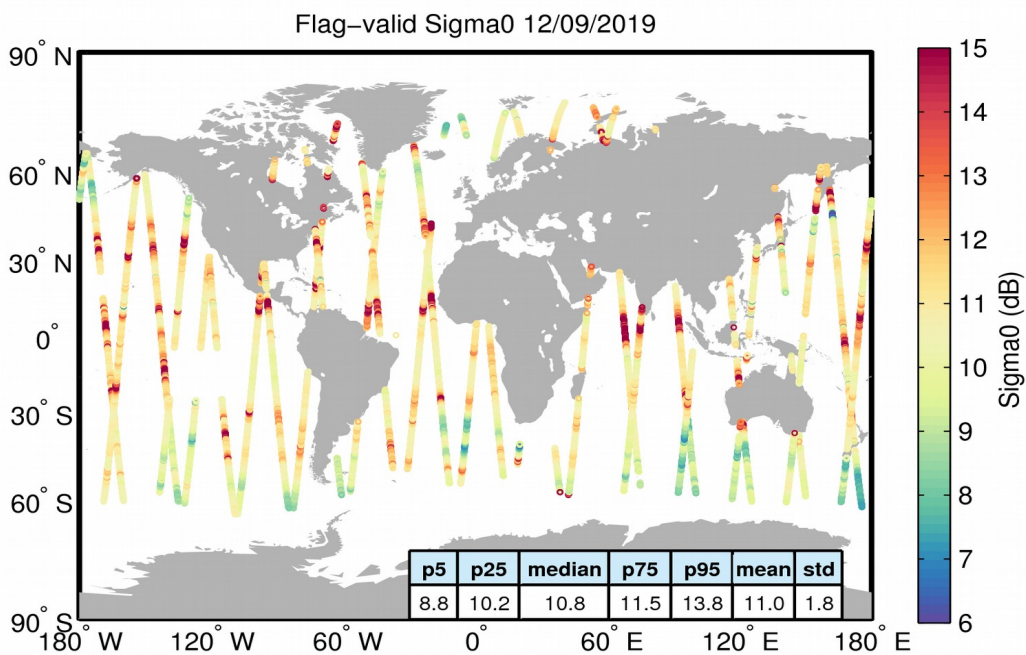 Flag-valid Sigma0 12/09/2019
90° N
60° N
30° N
0°
30° S
60° S
90° S
180° W
120° W
60° W
0°
60° E
120° E
180° E
p5 p25 median p75 p95 mean std
8.8 10.2 10.8 11.5 13.8 11.0 1.8
15
14
13
12
11
10
9
8
7
6
Sigma0 (dB)